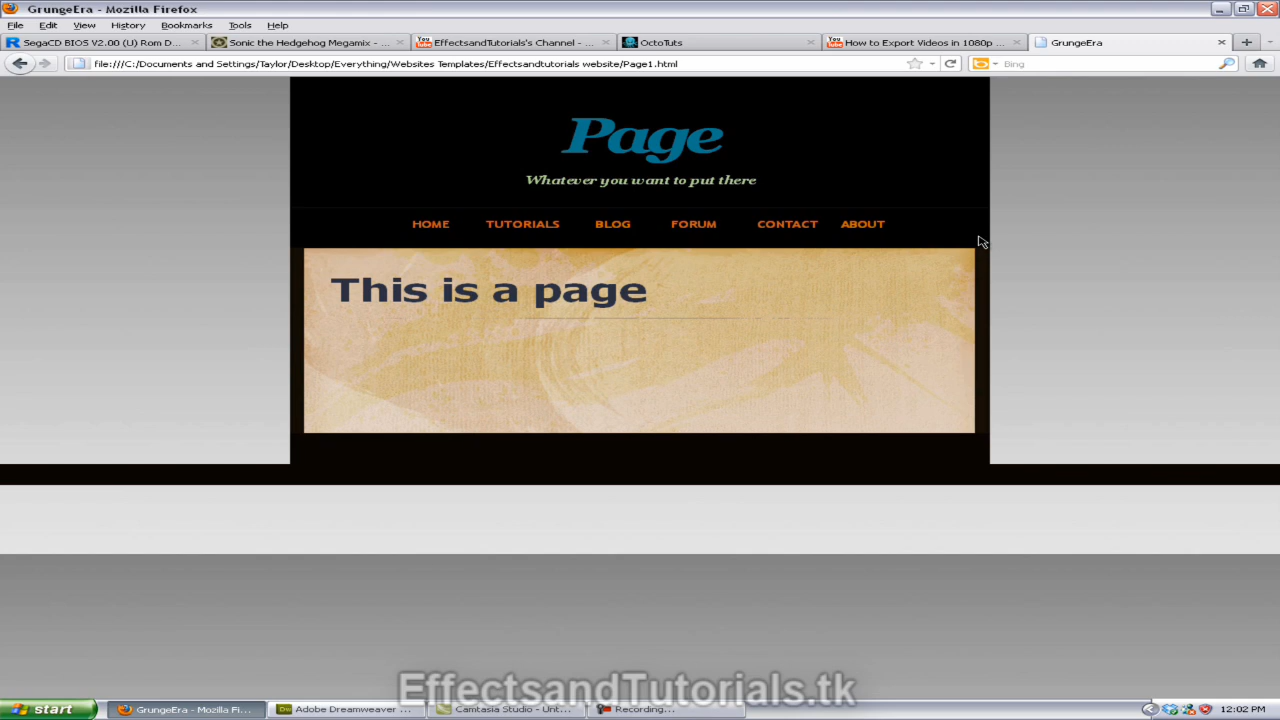 GrungeEra - Mozilla Firefox
File Edit View History Bookmarks Tools Help
SegaCD BIOS V2.00 (U) Rom D... Sonic the Hedgehog Megamix - ... EffectsandTutorials's Channel - ... OctoTuts How to Export Videos in 1080p ... GrungeEra
file:///C:/Documents and Settings/Taylor/Desktop/Everything/Websites Templates/Effectsandtutorials website/Page1.html Bing
Page
Whatever you want to put there
HOME TUTORIALS BLOG FORUM CONTACT ABOUT
This is a page
EffectsandTutorials.tk
start GrungeEra - Mozilla Fi... Adobe Dreamweaver ... Camtasia Studio - Unt... Recording... 12:02 PM